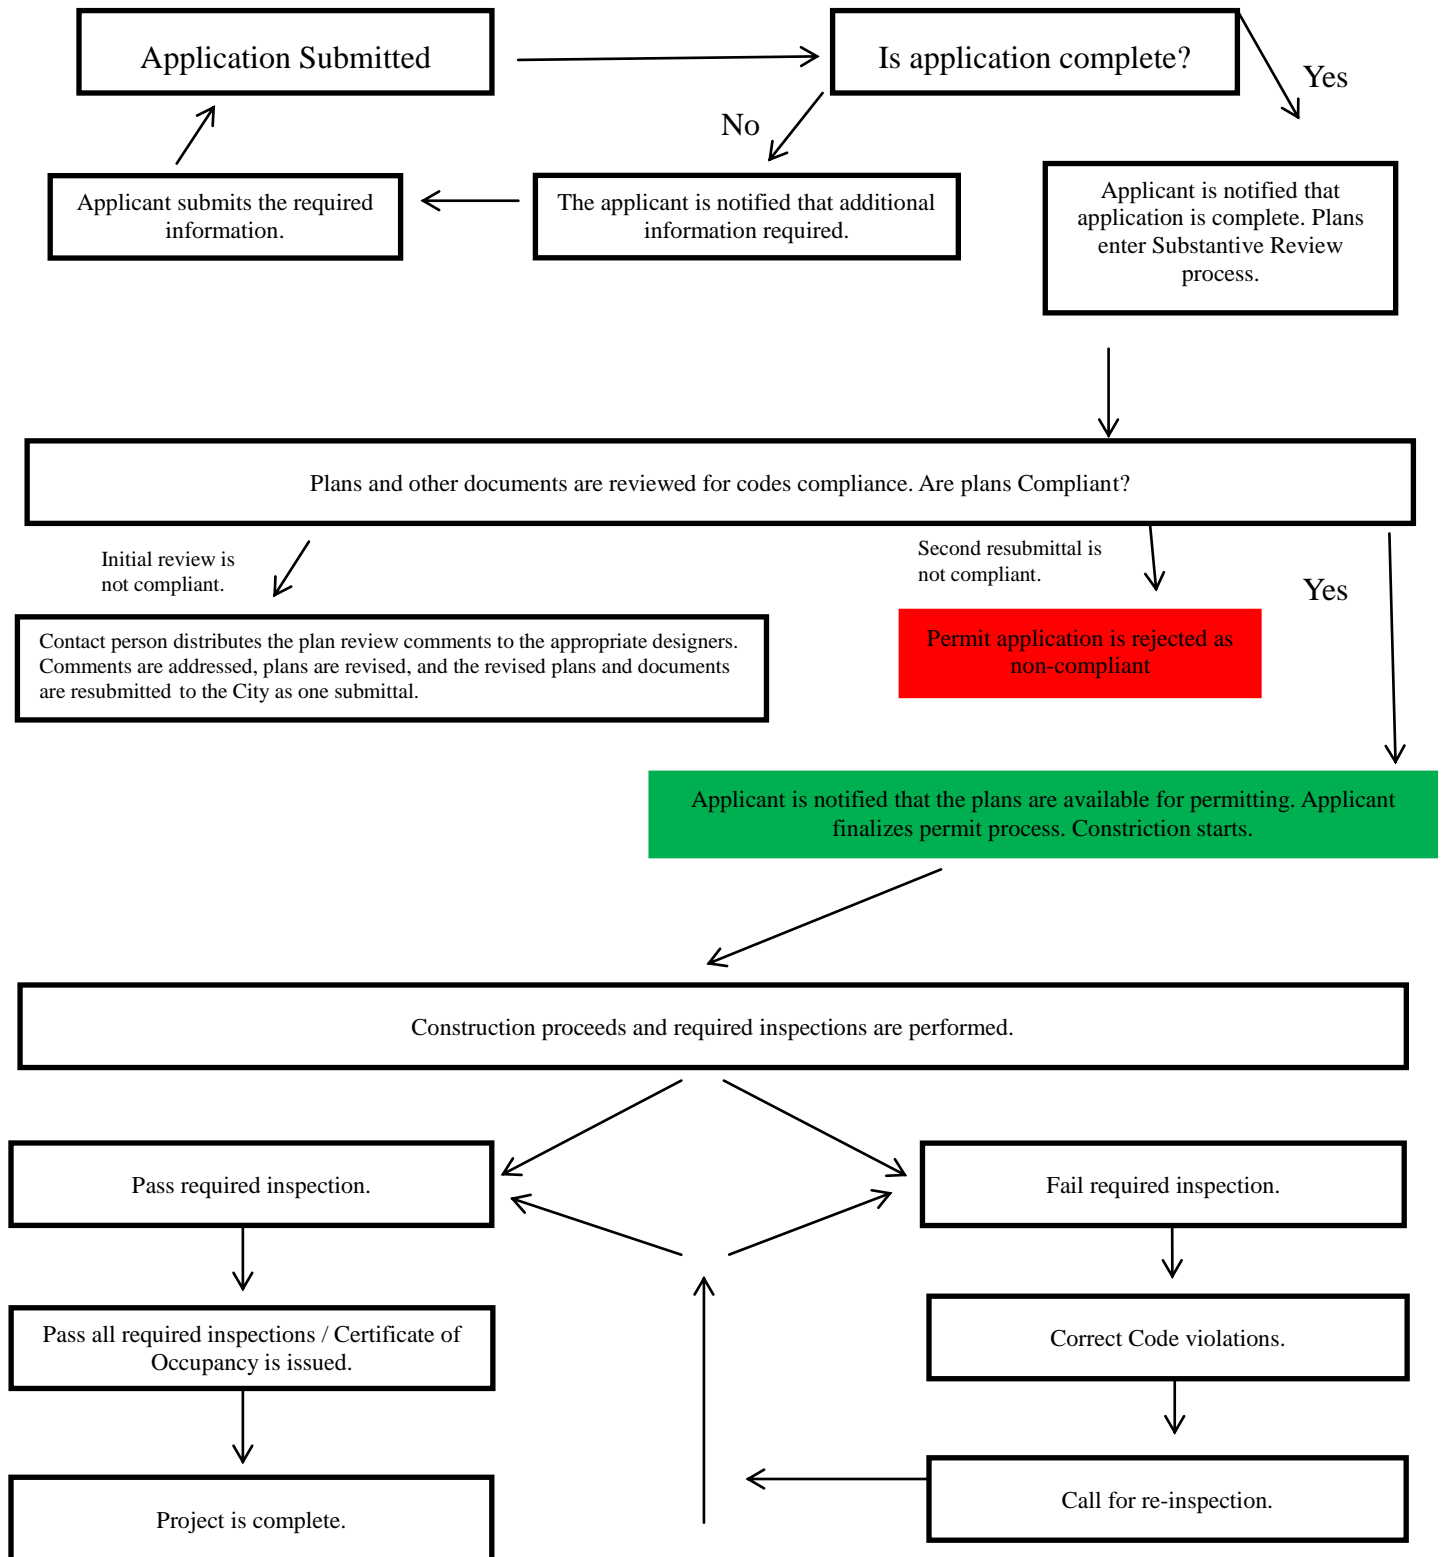 Application Submitted
Is application complete?
Yes
No
Applicant submits the required
information.
The applicant is notified that additional
information required.
Applicant is notified that
application is complete. Plans
enter Substantive Review
process.
Plans and other documents are reviewed for codes compliance. Are plans Compliant?
Initial review is
not compliant.
Second resubmittal is
not compliant.
Yes
Contact person distributes the plan review comments to the appropriate designers.
Comments are addressed, plans are revised, and the revised plans and documents
are resubmitted to the City as one submittal.
Permit application is rejected as
non-compliant
Applicant is notified that the plans are available for permitting. Applicant
finalizes permit process. Constriction starts.
Construction proceeds and required inspections are performed.
Pass required inspection.
Fail required inspection.
Pass all required inspections / Certificate of
Occupancy is issued.
Correct Code violations.
Project is complete.
Call for re-inspection.